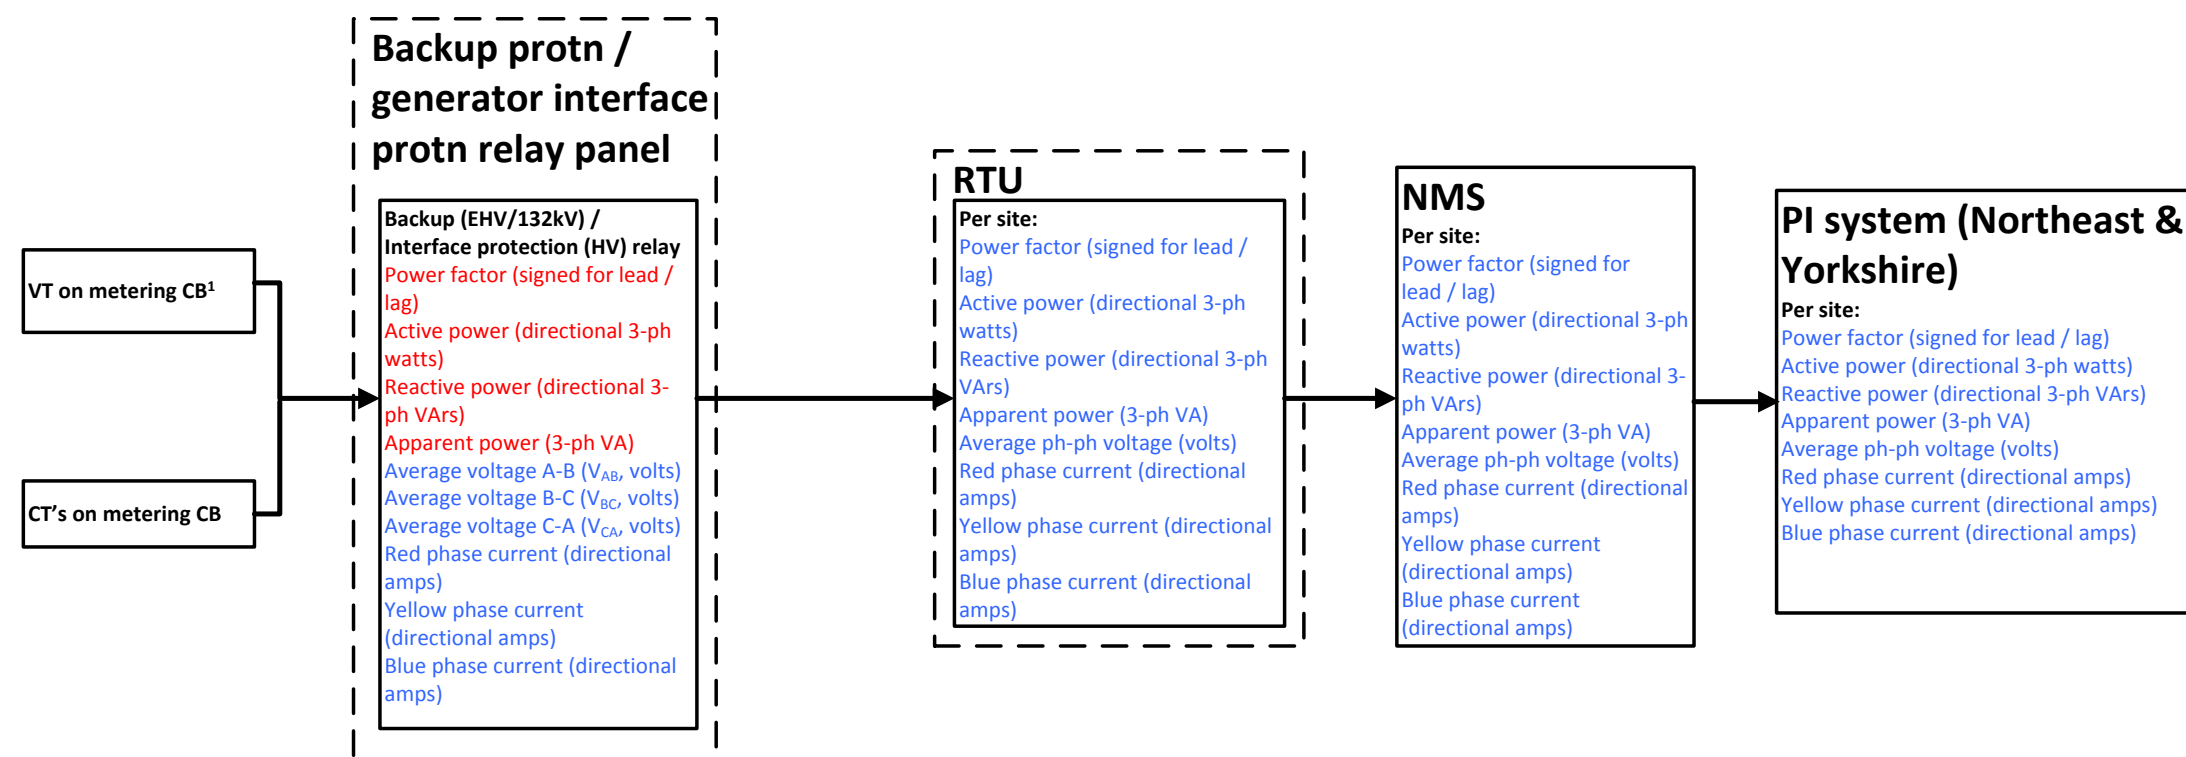 VT on metering CB¹
CT's on metering CB
Backup protn /
generator interface
protn relay panel
Backup (EHV/132kV) /
Interface protection (HV) relay
Power factor (signed for lead /
lag)
Active power (directional 3-ph
watts)
Reactive power (directional 3-
ph VArs)
Apparent power (3-ph VA)
Average voltage A-B (VAB, volts)
Average voltage B-C (VBC, volts)
Average voltage C-A (VCA, volts)
Red phase current (directional
amps)
Yellow phase current
(directional amps)
Blue phase current (directional
amps)
RTU
Per site:
Power factor (signed for lead /
lag)
Active power (directional 3-ph
watts)
Reactive power (directional 3-ph
VArs)
Apparent power (3-ph VA)
Average ph-ph voltage (volts)
Red phase current (directional
amps)
Yellow phase current (directional
amps)
Blue phase current (directional
amps)
NMS
Per site:
Power factor (signed for
lead / lag)
Active power (directional 3-ph
watts)
Reactive power (directional 3-
ph VArs)
Apparent power (3-ph VA)
Average ph-ph voltage (volts)
Red phase current (directional
amps)
Yellow phase current
(directional amps)
Blue phase current
(directional amps)
PI system (Northeast &
Yorkshire)
Per site:
Power factor (signed for lead / lag)
Active power (directional 3-ph watts)
Reactive power (directional 3-ph VArs)
Apparent power (3-ph VA)
Average ph-ph voltage (volts)
Red phase current (directional amps)
Yellow phase current (directional amps)
Blue phase current (directional amps)